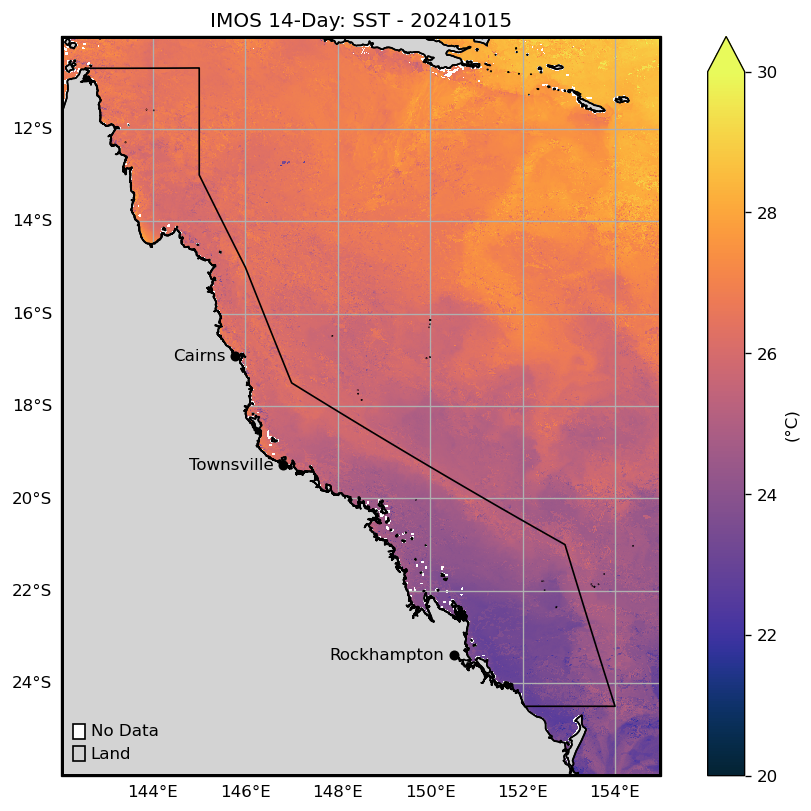 IMOS 14-Day: SST - 20241015
12°S
14°S
16°S
18°S
20°S
22°S
24°S
Cairns
Townsville
Rockhampton
No Data
Land
144°E 146°E 148°E 150°E 152°E 154°E
30
28
26
24
22
20
(°C)